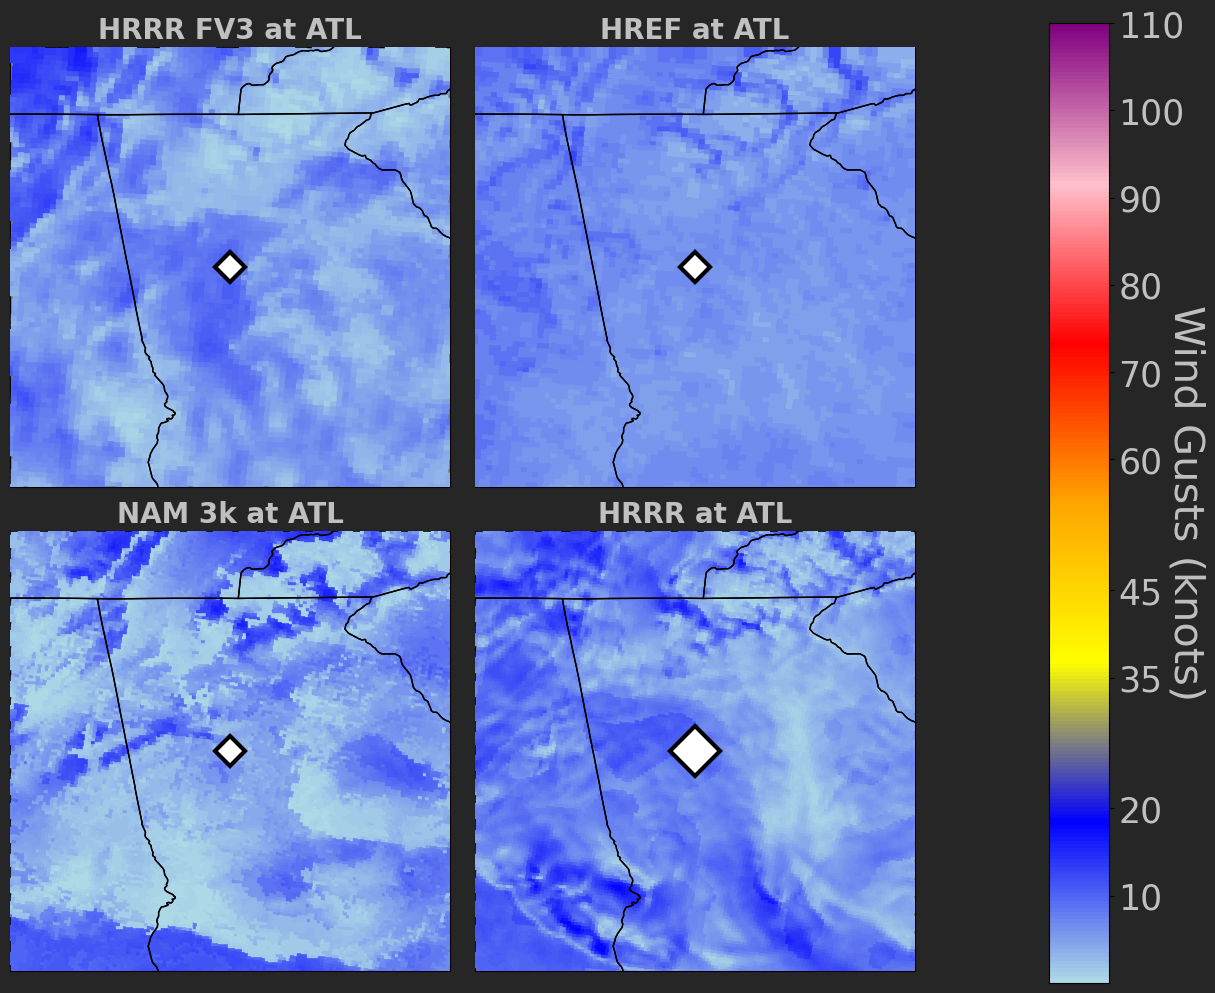 HRRR FV3 at ATL
HREF at ATL
NAM 3k at ATL
HRRR at ATL
110
100
90
80
70
60
45
35
20
10
Wind Gusts (knots)